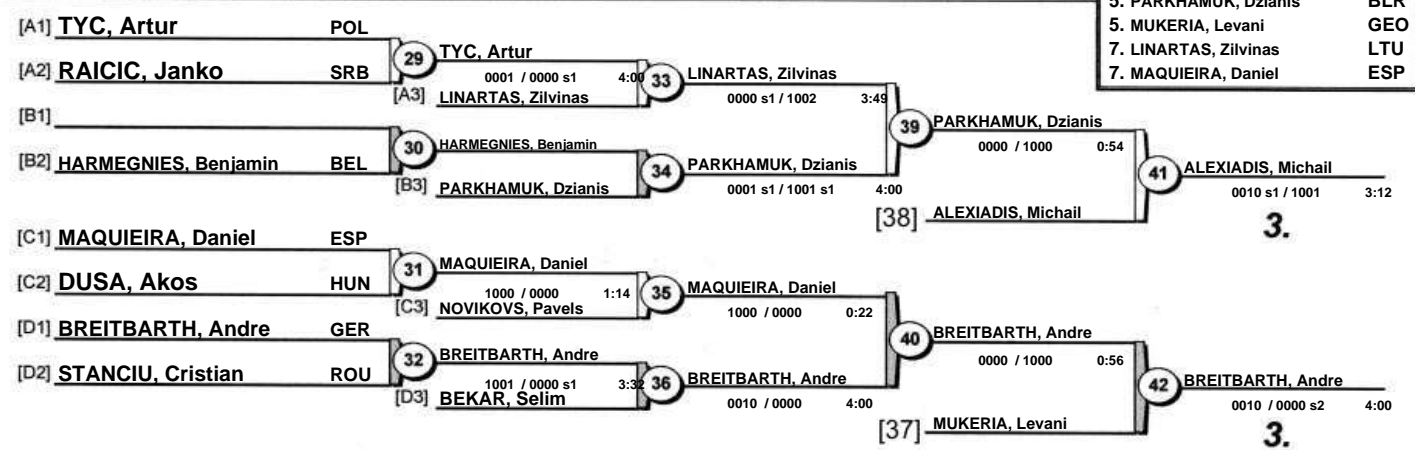 5. PARKHAMUK, Dzianis BLR
5. MUKERIA, Levani GEO
7. LINARTAS, Zilvinas LTU
7. MAQUIEIRA, Daniel ESP
[A1] TYC, Artur POL
29
TYC, Artur
0001 / 0000 s1 4:00
[A2] RAICIC, Janko SRB
[A3] LINARTAS, Zilvinas
33
LINARTAS, Zilvinas
0000 s1 / 1002 3:49
[B1]
30
HARMEGNIES, Benjamin
[B2] HARMEGNIES, Benjamin BEL
[B3] PARKHAMUK, Dzianis
34
PARKHAMUK, Dzianis
0001 s1 / 1001 s1 4:00
39
PARKHAMUK, Dzianis
0000 / 1000 0:54
[38] ALEXIADIS, Michail
41
ALEXIADIS, Michail
0010 s1 / 1001 3:12
3.
[C1] MAQUIEIRA, Daniel ESP
31
MAQUIEIRA, Daniel
1000 / 0000 1:14
[C2] DUSA, Akos HUN
[C3] NOVIKOVS, Pavels
35
MAQUIEIRA, Daniel
1000 / 0000 0:22
[D1] BREITBARTH, Andre GER
32
BREITBARTH, Andre
1001 / 0000 s1 3:32
[D2] STANCIU, Cristian ROU
[D3] BEKAR, Selim
36
BREITBARTH, Andre
0010 / 0000 4:00
40
BREITBARTH, Andre
0000 / 1000 0:56
[37] MUKERIA, Levani
42
BREITBARTH, Andre
0010 / 0000 s2 4:00
3.